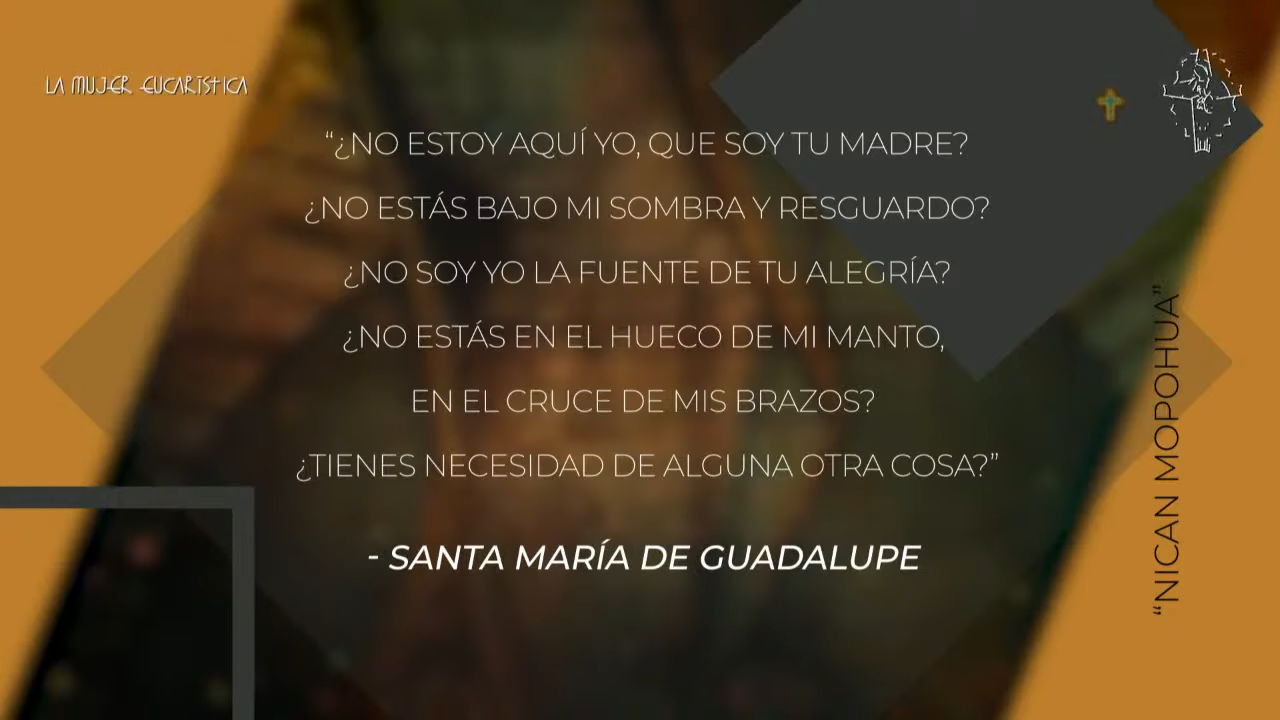 LA MUJER EUCARÍSTICA
“¿NO ESTOY AQUÍ YO, QUE SOY TU MADRE?
¿NO ESTÁS BAJO MI SOMBRA Y RESGUARDO?
¿NO SOY YO LA FUENTE DE TU ALEGRÍA?
¿NO ESTÁS EN EL HUECO DE MI MANTO,
EN EL CRUCE DE MIS BRAZOS?
¿TIENES NECESIDAD DE ALGUNA OTRA COSA?”
- SANTA MARÍA DE GUADALUPE
“NICAN MOPOHUA”